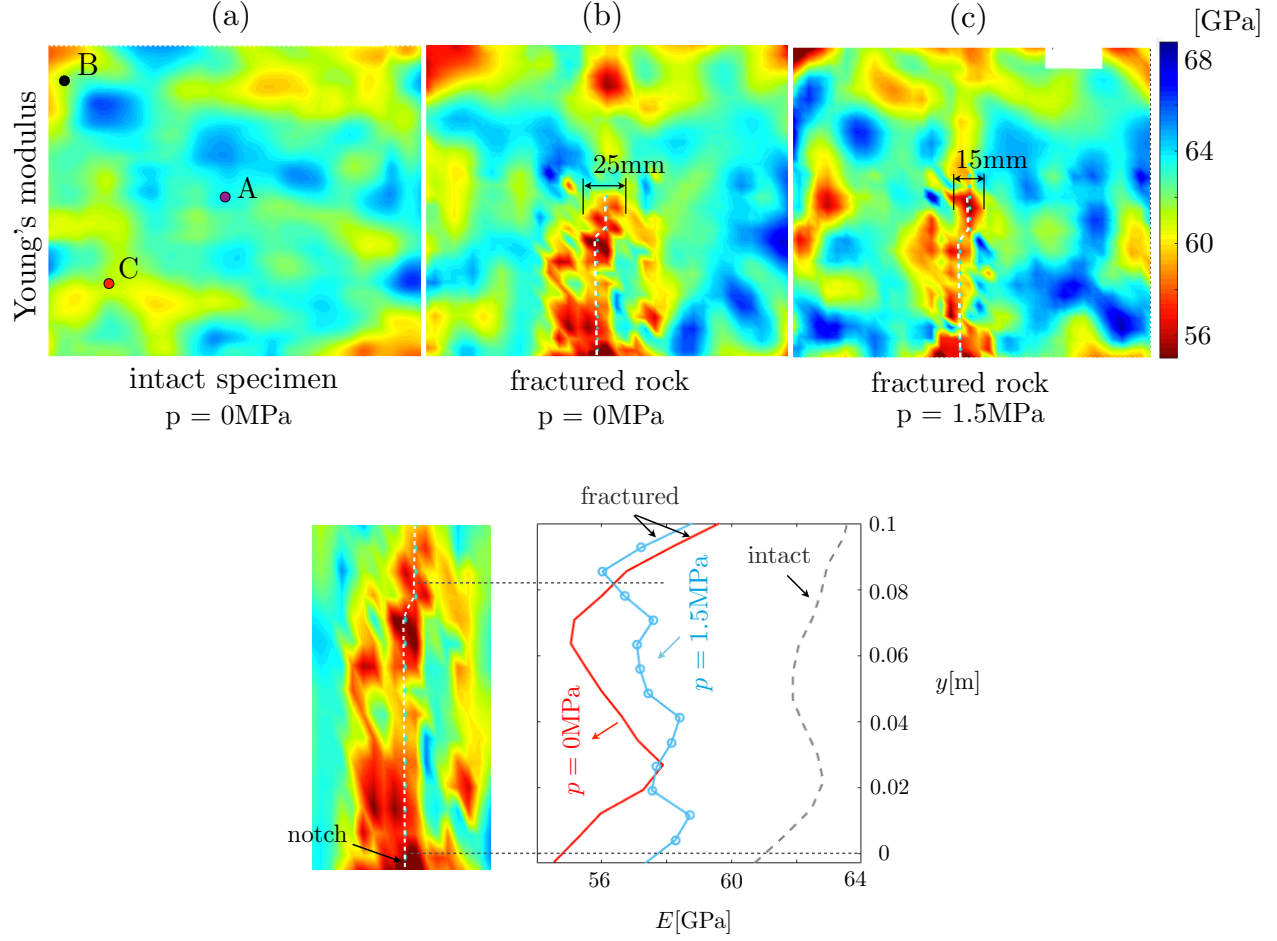 (a)
(b)
(c)
[GPa]
Young's modulus
B
A
C
25mm
15mm
68
64
60
56
intact specimen
p = 0MPa
fractured rock
p = 0MPa
fractured rock
p = 1.5MPa
fractured
intact
notch
p = 0MPa
p = 1.5MPa
0.1
0.08
0.06
0.04
0.02
0
y[m]
56
60
64
E[GPa]